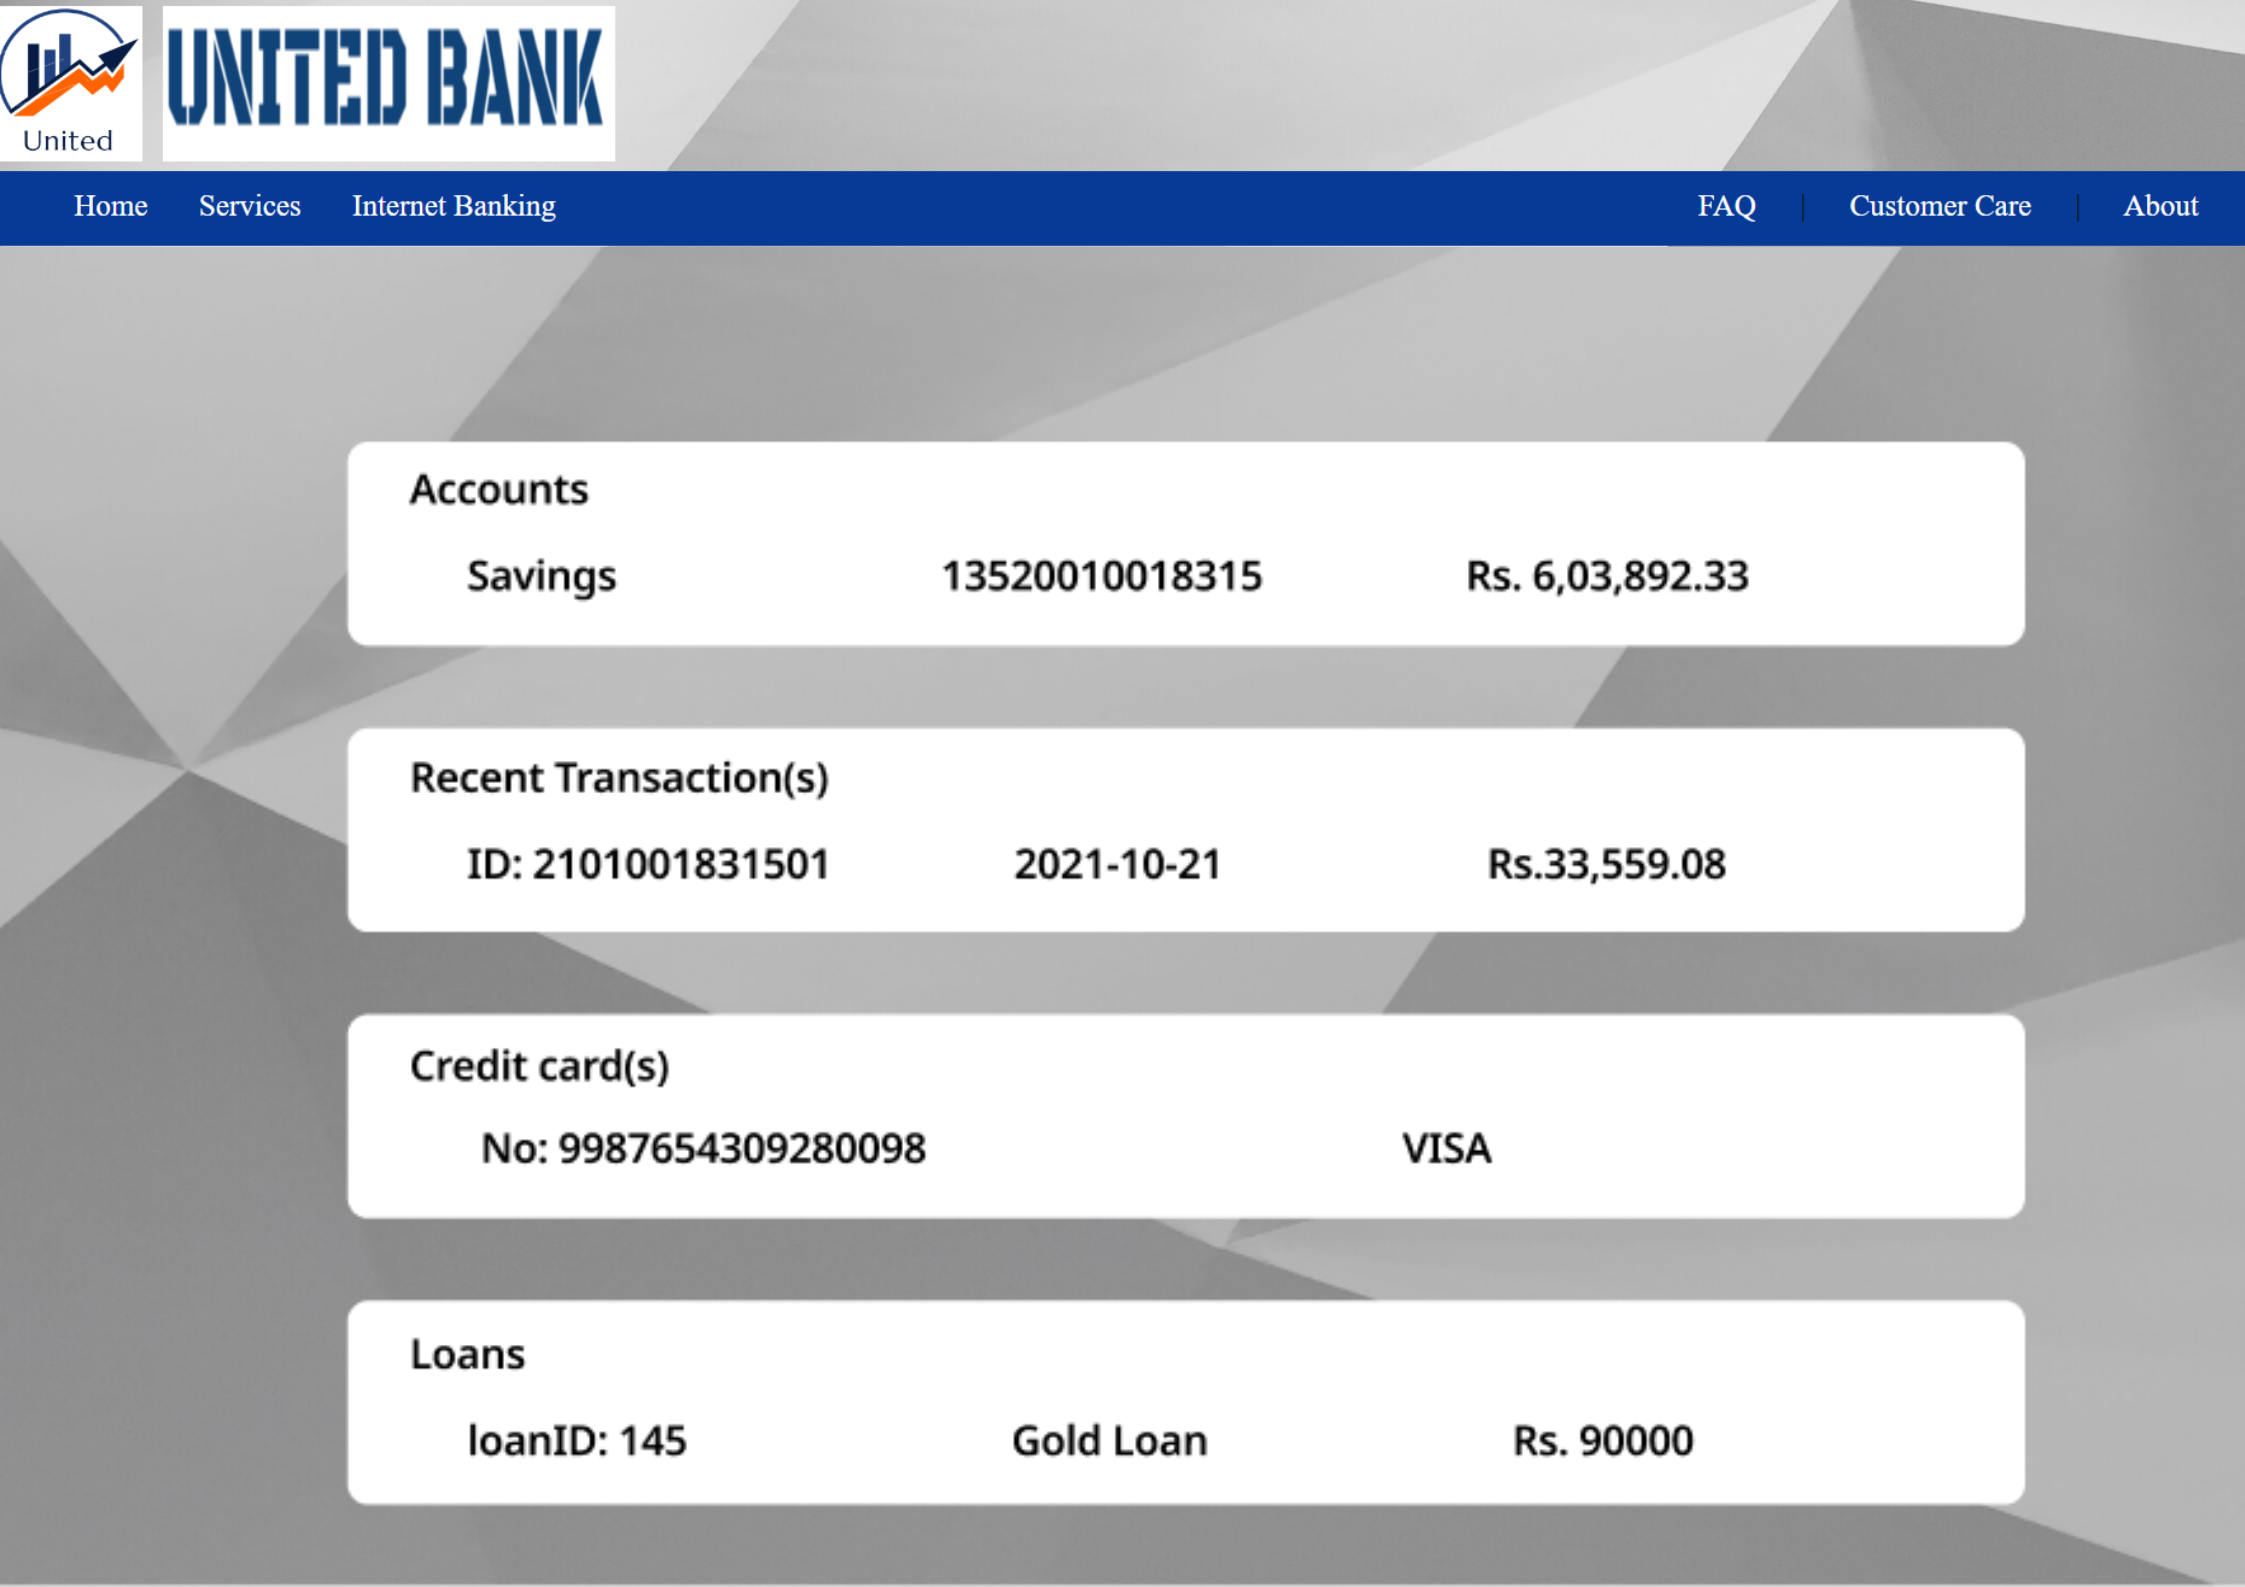 United
UNITED BANK
Home Services Internet Banking FAQ | Customer Care | About
Accounts
Savings 13520010018315 Rs. 6,03,892.33
Recent Transaction(s)
ID: 2101001831501 2021-10-21 Rs.33,559.08
Credit card(s)
No: 9987654309280098 VISA
Loans
loanID: 145 Gold Loan Rs. 90000